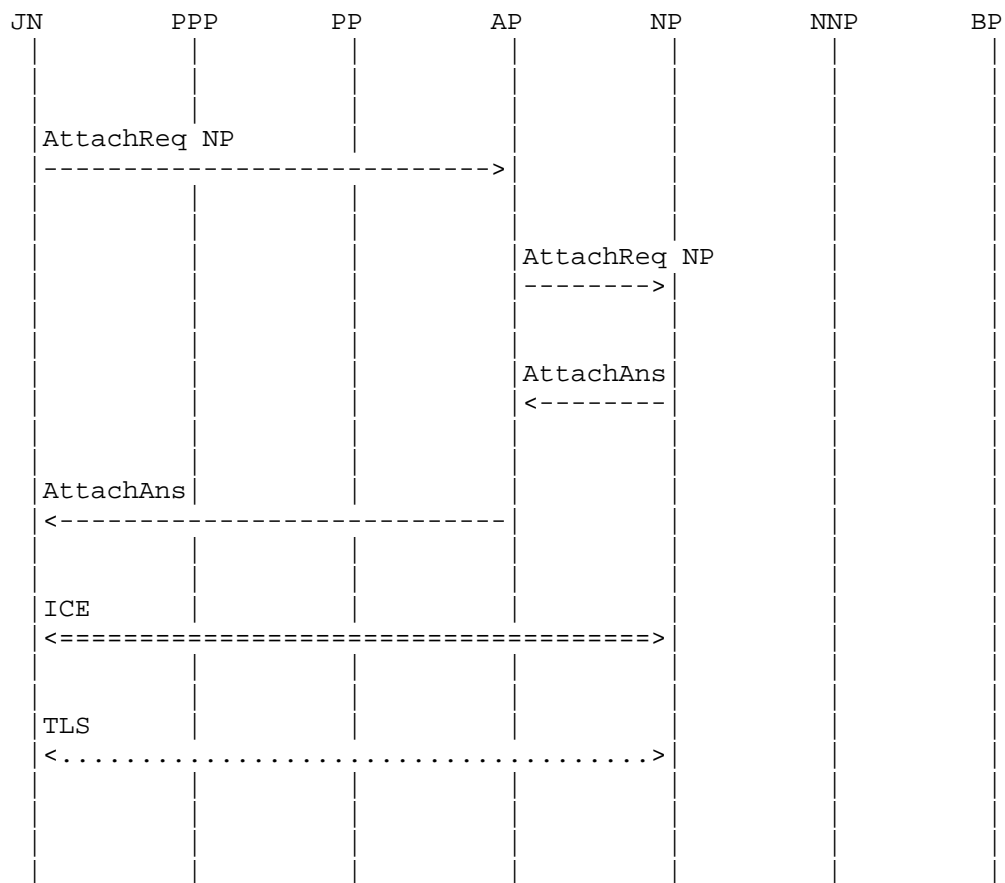 JN PPP PP AP NP NNP BP
AttachReq NP
AttachReq NP
AttachAns
AttachAns
ICE
TLS